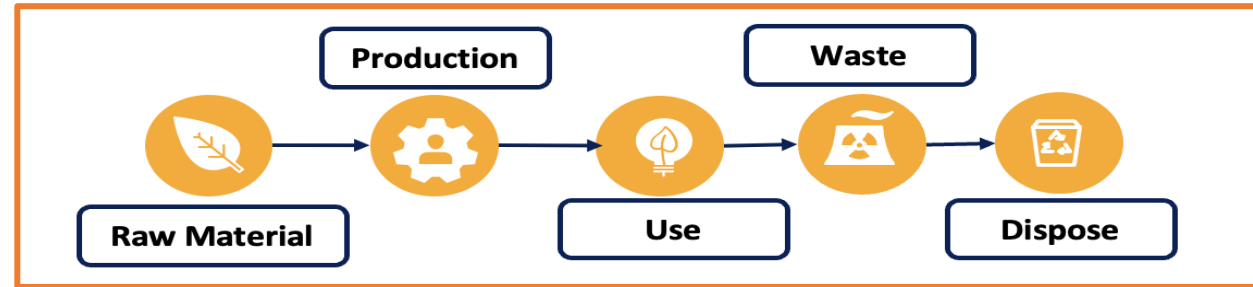 Production
Waste
Raw Material
Use
Dispose